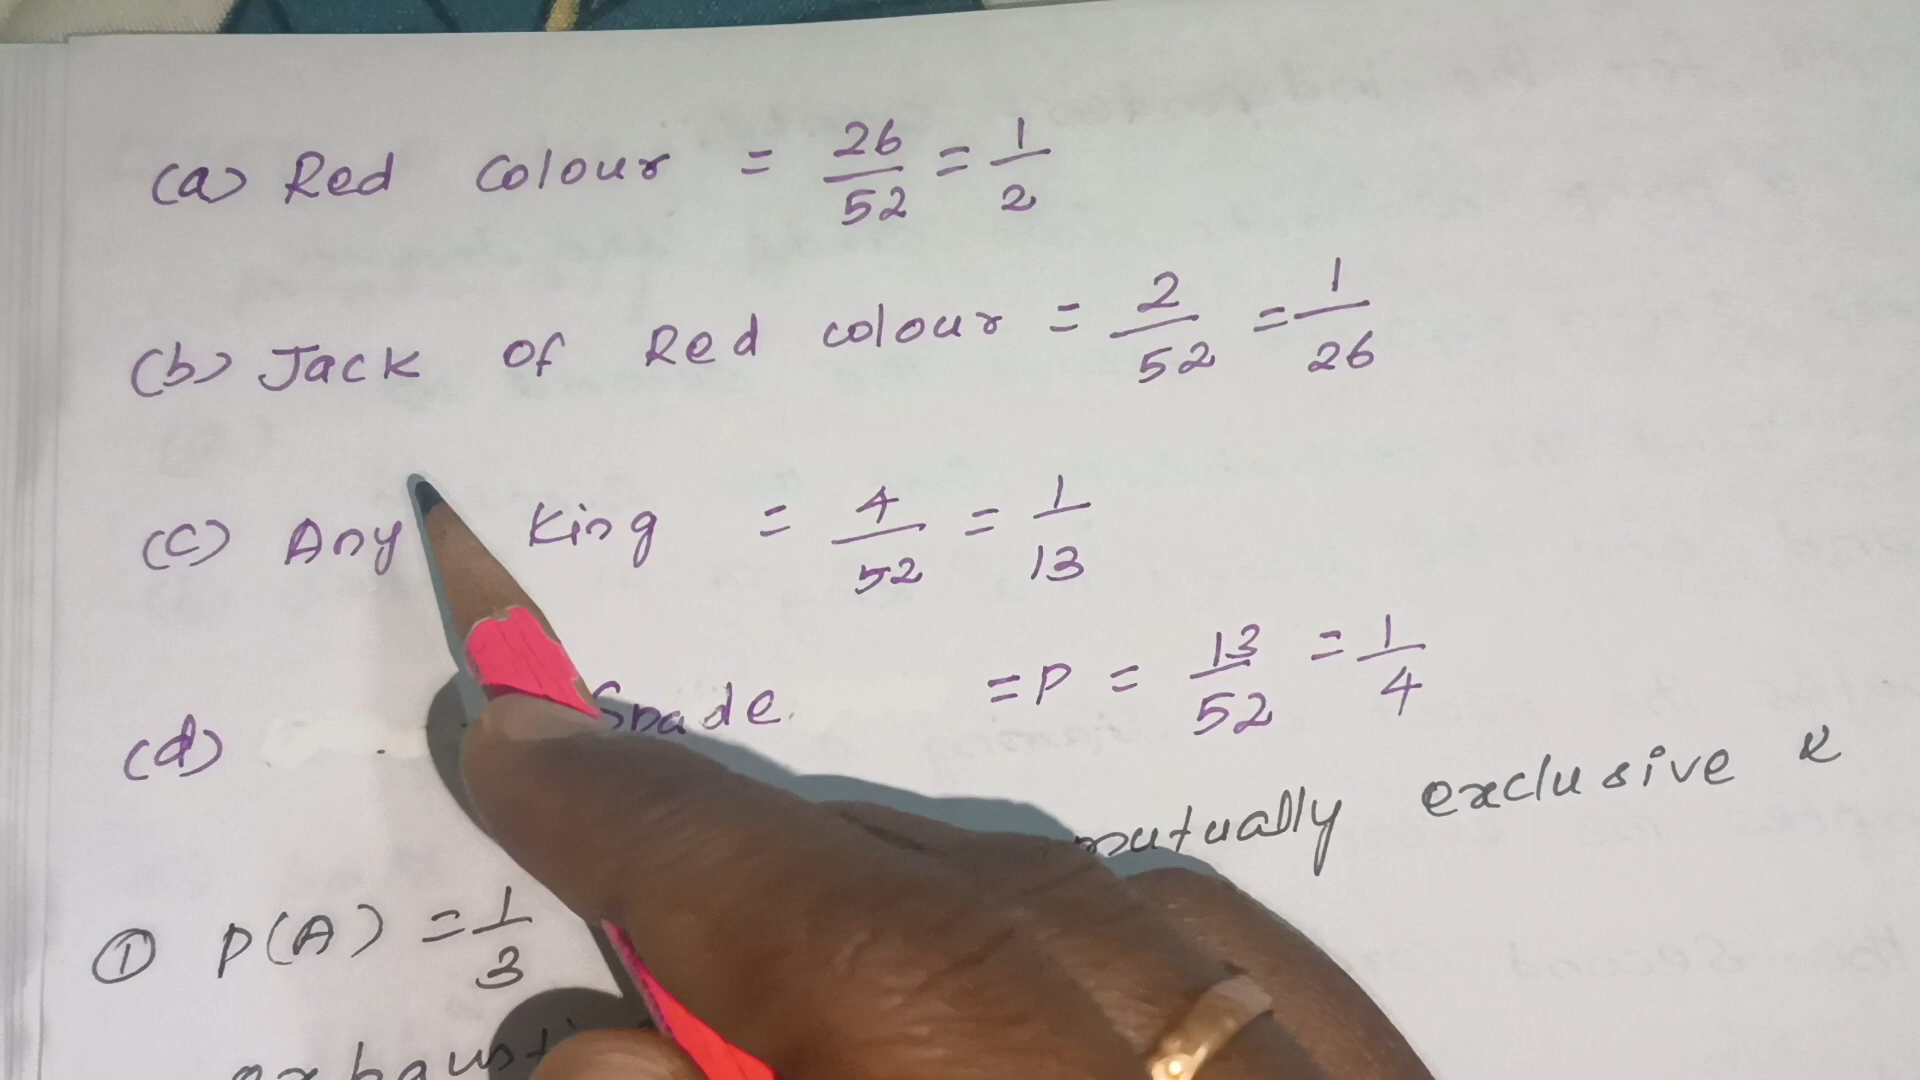 (a) Red colour = 26/52 = 1/2
(b) Jack of Red colour = 2/52 = 1/26
(c) Any King = 4/52 = 1/13
(d) Spade = P = 13/52 = 1/4
mutually exclusive &
① P(A) = 1/3